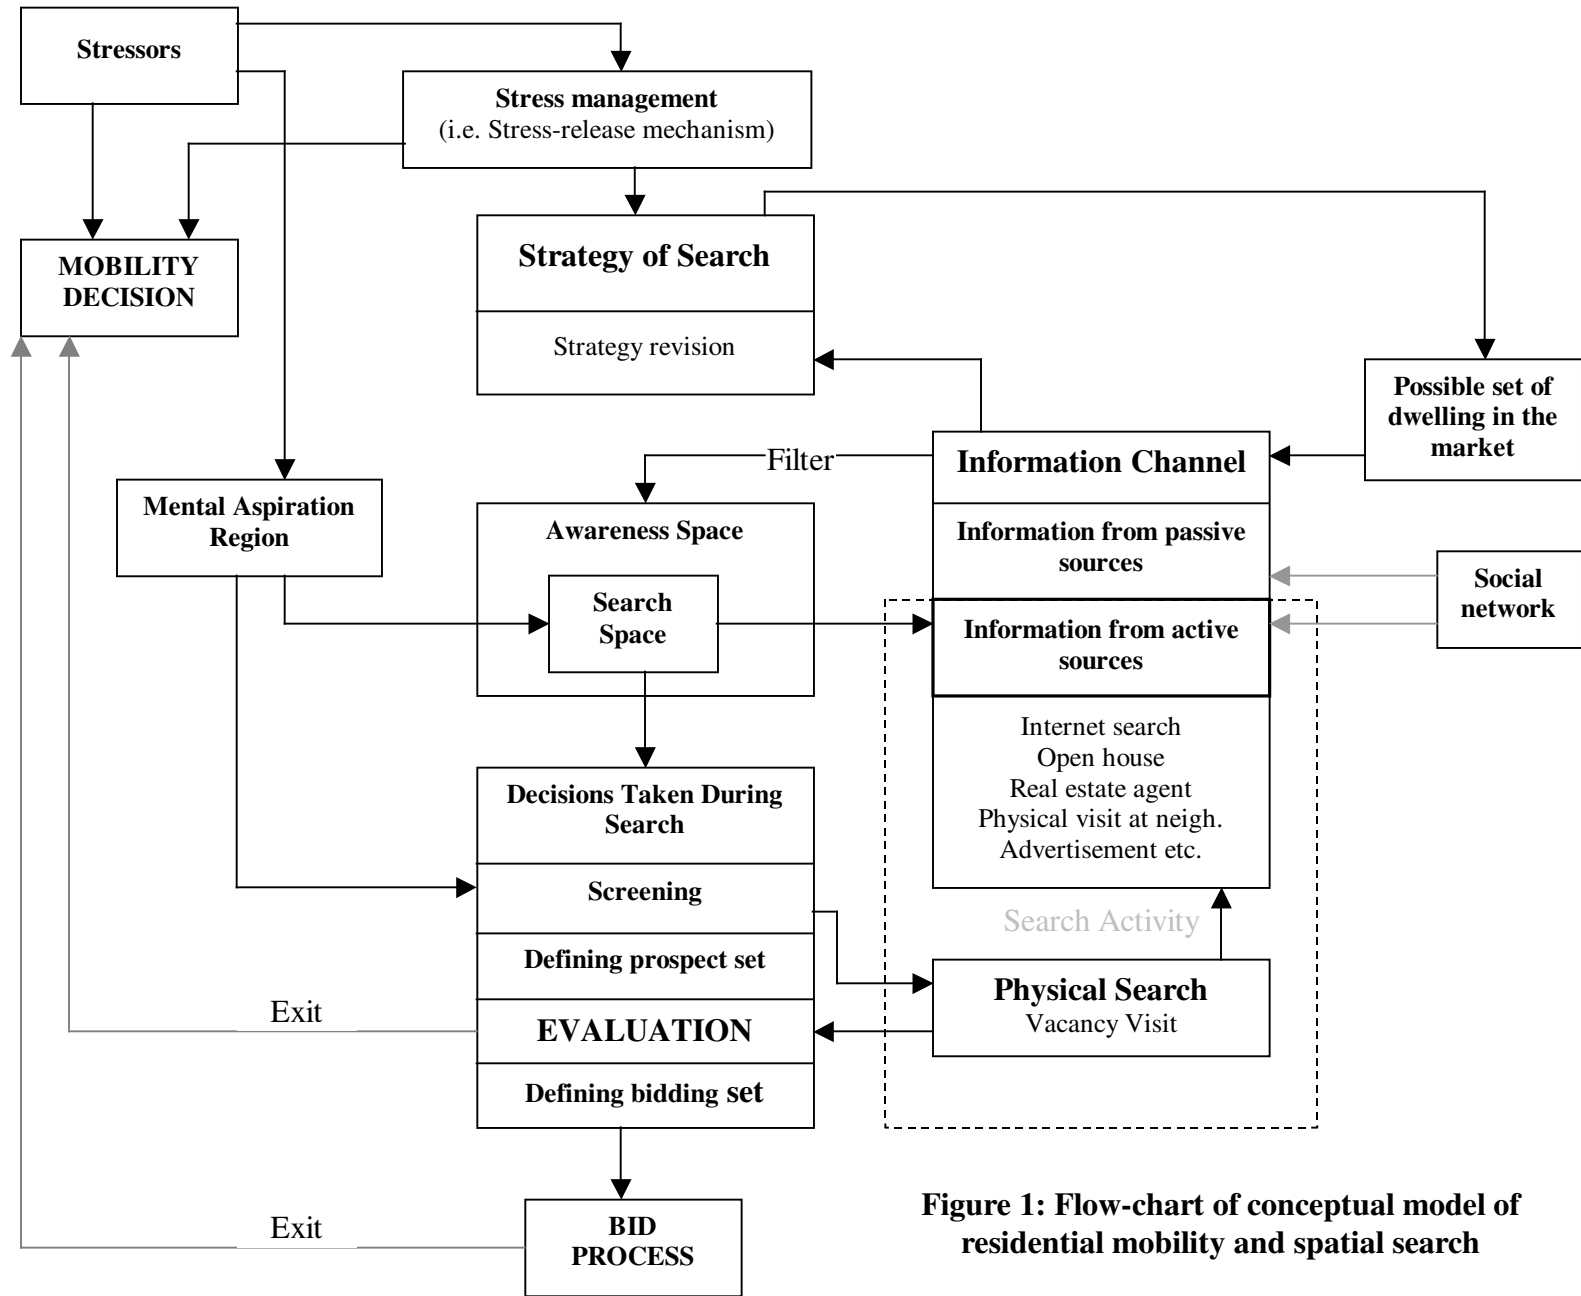 Stressors
Stress management
(i.e. Stress-release mechanism)
Strategy of Search
MOBILITY
DECISION
Strategy revision
Possible set of
dwelling in the
market
Filter
Information Channel
Mental Aspiration
Region
Awareness Space
Information from passive
sources
Search
Space
Social
network
Information from active
sources
Internet search
Open house
Real estate agent
Physical visit at neigh.
Advertisement etc.
Decisions Taken During
Search
Screening
Search Activity
Defining prospect set
Physical Search
Vacancy Visit
Exit
EVALUATION
Defining bidding set
Exit
BID
PROCESS
Figure 1: Flow-chart of conceptual model of
residential mobility and spatial search